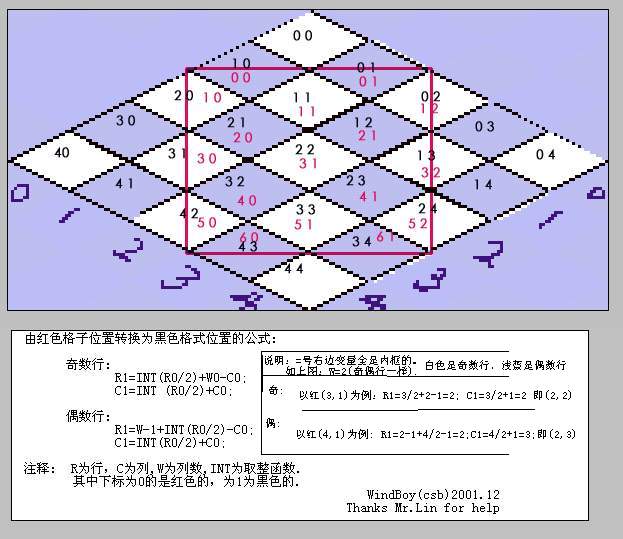 00
10 01
00 01
20 10 11 02
11 12
30 21 12 03
20 21
40 31 30 22 13 04
31 32
41 32 23 14
40 41
42 33 24
50 51 52
60 43 34 61
44
0 0
1 1
2 2
3 3
4 4
由红色格子位置转换为黑色格式位置的公式:
奇数行:
R1=INT(R0/2)+W0-C0;
C1=INT (R0/2)+C0;
偶数行:
R1=W-1+INT(R0/2)-C0;
C1=INT(R0/2)+C0;
说明: =号右边变量全是内框的.
如上图: W=2(奇偶行一样). 白色是奇数行, 浅蓝是偶数行
奇:
以红(3,1)为例: R1=3/2+2-1=2; C1=3/2+1=2 即(2,2)
偶:
以红(4,1)为例: R1=2-1+4/2-1=2;C1=4/2+1=3;即(2,3)
注释: R为行, C为列,W为列数,INT为取整函数.
其中下标为0的是红色的, 为1为黑色的.
WindBoy(csb)2001.12
Thanks Mr.Lin for help